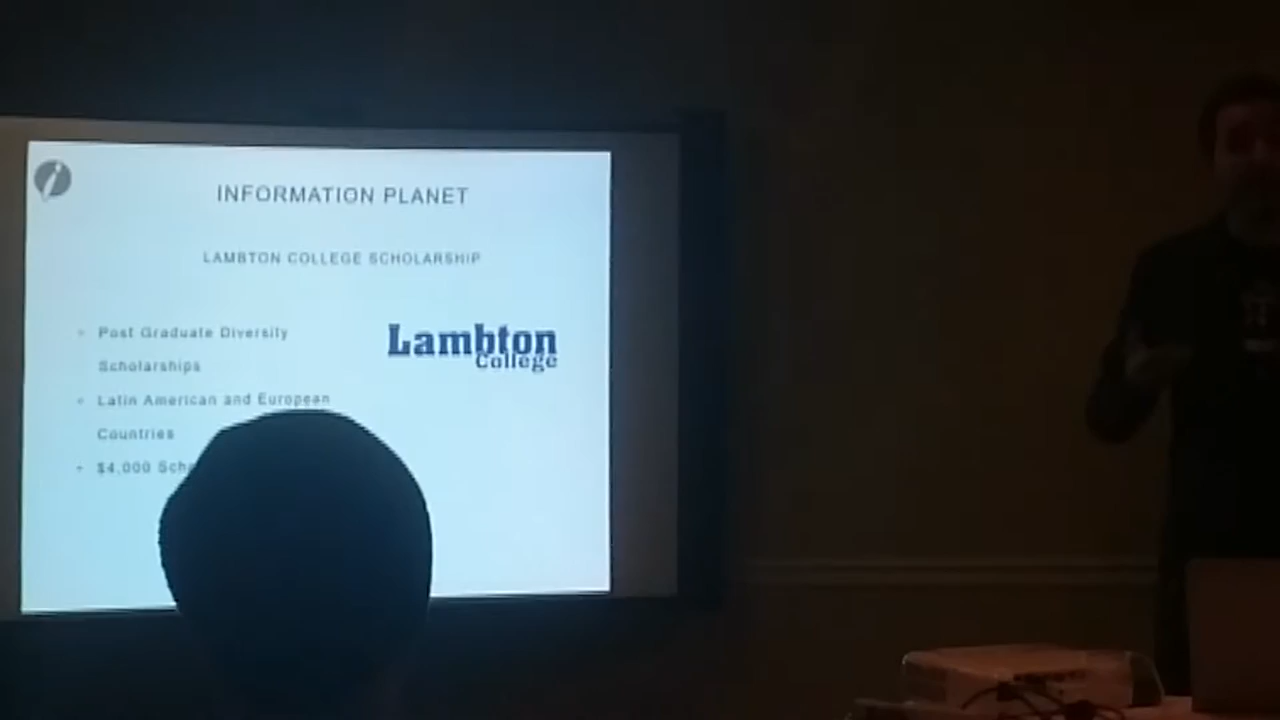 INFORMATION PLANET
LAMBTON COLLEGE SCHOLARSHIP
Post Graduate Diversity
Scholarships
Latin American and European
Countries
$4,000
Lambton
College